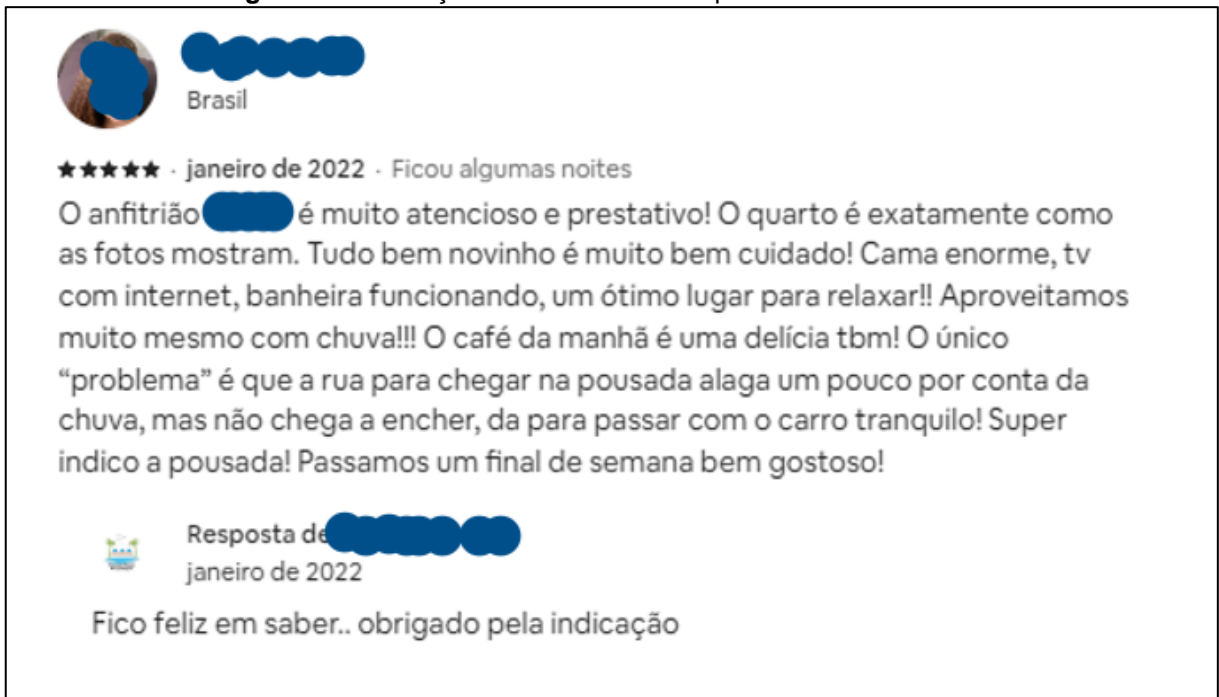 Brasil
★★★★★ · janeiro de 2022 · Ficou algumas noites
O anfitrião é muito atencioso e prestativo! O quarto é exatamente como
as fotos mostram. Tudo bem novinho é muito bem cuidado! Cama enorme, tv
com internet, banheira funcionando, um ótimo lugar para relaxar!! Aproveitamos
muito mesmo com chuva!!! O café da manhã é uma delícia tbm! O único
“problema” é que a rua para chegar na pousada alaga um pouco por conta da
chuva, mas não chega a encher, da para passar com o carro tranquilo! Super
indico a pousada! Passamos um final de semana bem gostoso!
Resposta de
janeiro de 2022
Fico feliz em saber.. obrigado pela indicação